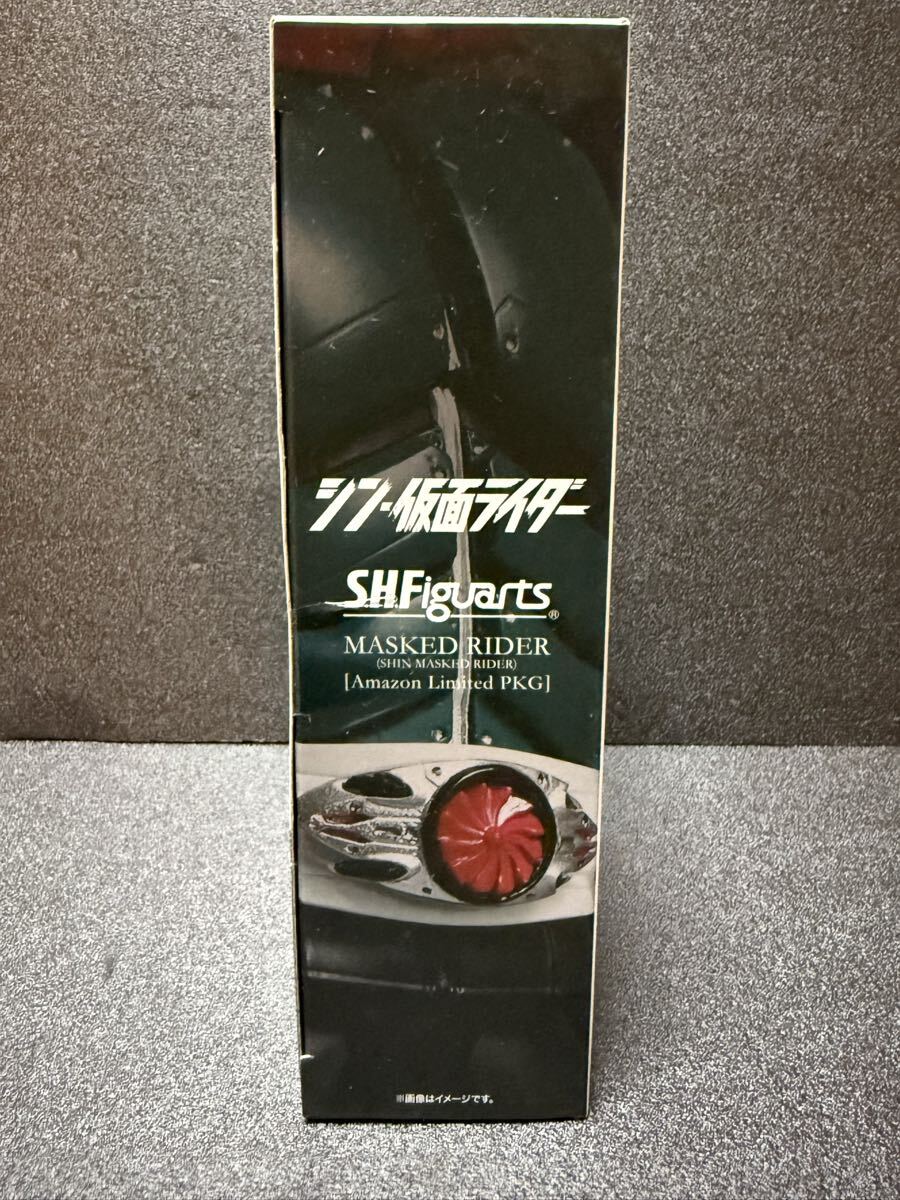 シン・仮面ライダー
S.H.Figuarts®
MASKED RIDER
(SHIN MASKED RIDER)
[Amazon Limited PKG]
※画像はイメージです。